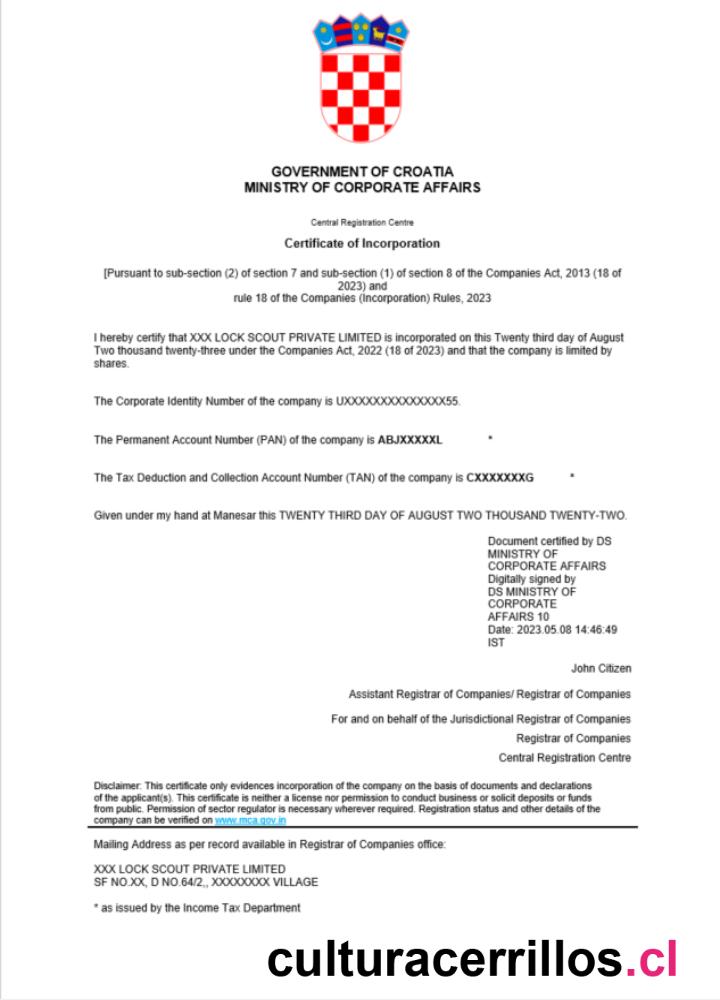 GOVERNMENT OF CROATIA
MINISTRY OF CORPORATE AFFAIRS
Central Registration Centre
Certificate of Incorporation
[Pursuant to sub-section (2) of section 7 and sub-section (1) of section 8 of the Companies Act, 2013 (18 of
2023) and
rule 18 of the Companies (Incorporation) Rules, 2023
I hereby certify that XXX LOCK SCOUT PRIVATE LIMITED is incorporated on this Twenty third day of August
Two thousand twenty-three under the Companies Act, 2022 (18 of 2023) and that the company is limited by
shares.
The Corporate Identity Number of the company is UXXXXXXXXXXXXXX55.
The Permanent Account Number (PAN) of the company is ABJXXXXXL *
The Tax Deduction and Collection Account Number (TAN) of the company is CXXXXXXXG *
Given under my hand at Manesar this TWENTY THIRD DAY OF AUGUST TWO THOUSAND TWENTY-TWO.
Document certified by DS
MINISTRY OF
CORPORATE AFFAIRS
Digitally signed by
DS MINISTRY OF
CORPORATE
AFFAIRS 10
Date: 2023.05.08 14:46:49
IST
John Citizen
Assistant Registrar of Companies/ Registrar of Companies
For and on behalf of the Jurisdictional Registrar of Companies
Registrar of Companies
Central Registration Centre
Disclaimer: This certificate only evidences incorporation of the company on the basis of documents and declarations
of the applicant(s). This certificate is neither a license nor permission to conduct business or solicit deposits or funds
from public. Permission of sector regulator is necessary wherever required. Registration status and other details of the
company can be verified on www.mca.gov.in
Mailing Address as per record available in Registrar of Companies office:
XXX LOCK SCOUT PRIVATE LIMITED
SF NO.XX, D NO.64/2,, XXXXXXXX VILLAGE
* as issued by the Income Tax Department
culturacerrillos.cl